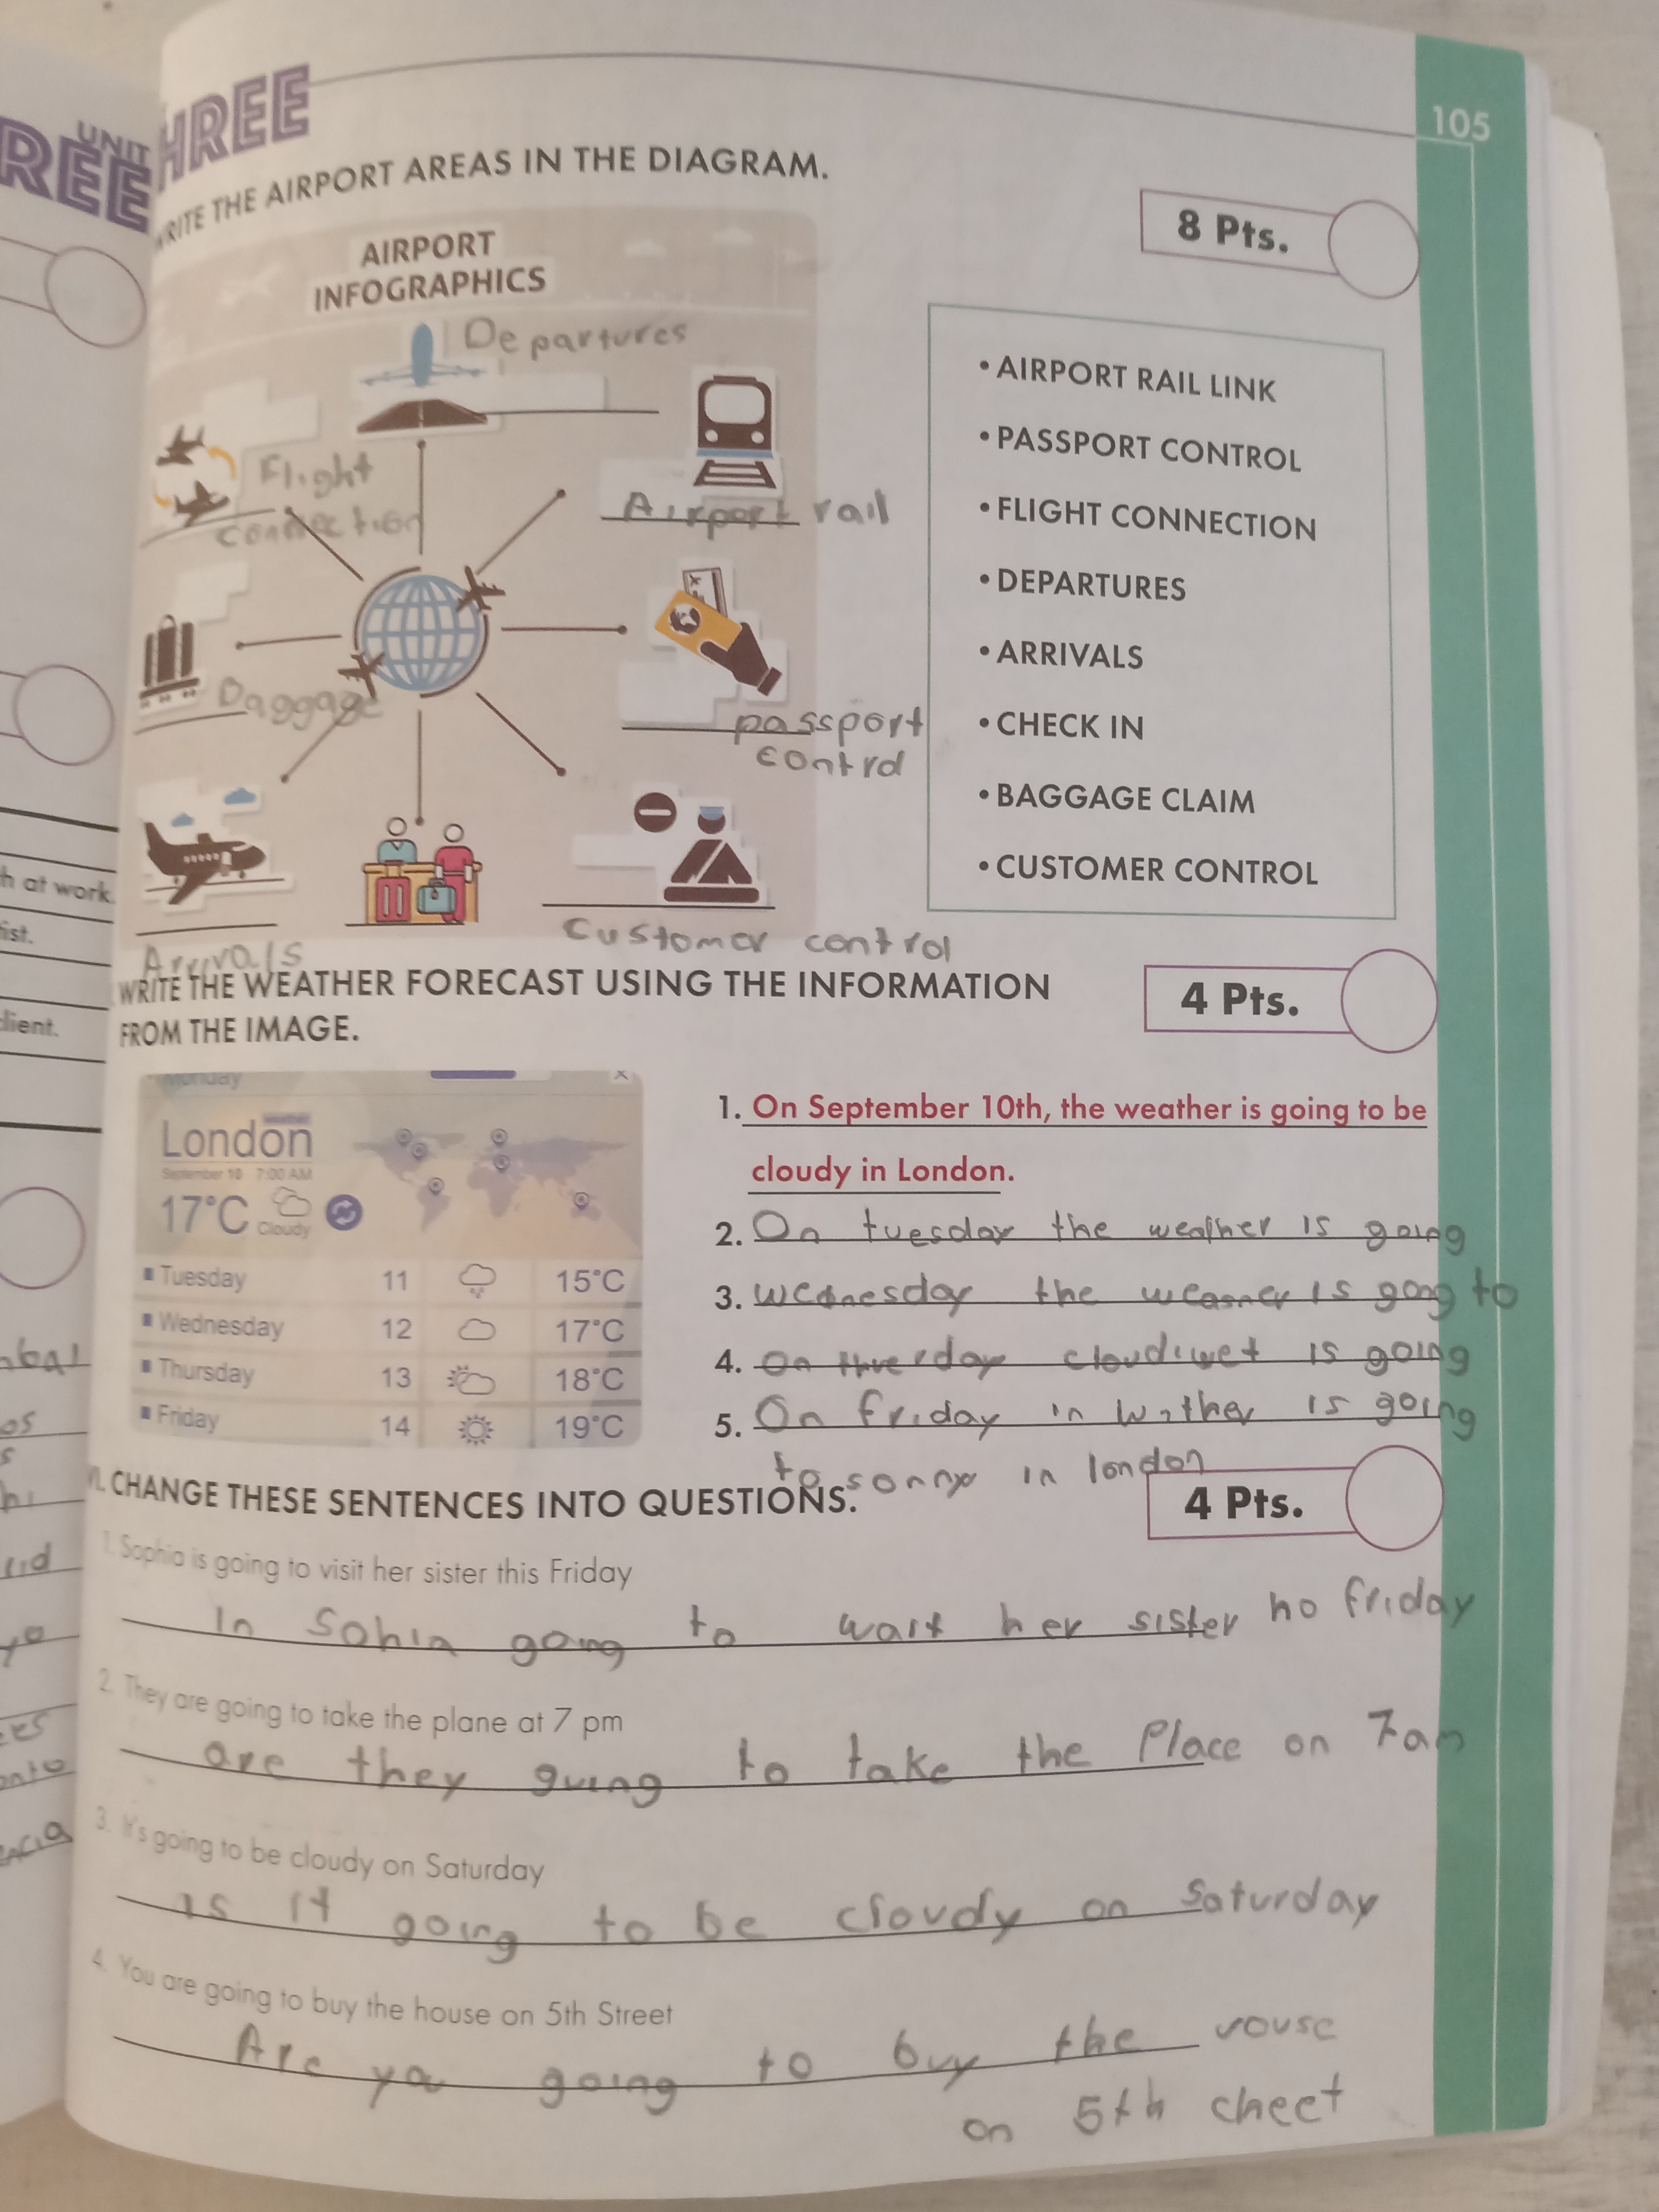 UNIT
REE
HREE
105
WRITE THE AIRPORT AREAS IN THE DIAGRAM.
8 Pts.
AIRPORT
INFOGRAPHICS
Departures
Flight
connection
Airport rail
Daggage
passport
control
Arrivals
customer control
• AIRPORT RAIL LINK
• PASSPORT CONTROL
• FLIGHT CONNECTION
• DEPARTURES
• ARRIVALS
• CHECK IN
• BAGGAGE CLAIM
• CUSTOMER CONTROL
WRITE THE WEATHER FORECAST USING THE INFORMATION
FROM THE IMAGE.
4 Pts.
Monday
London
September 10 7:00 AM
17°C Cloudy
Tuesday 11 15°C
Wednesday 12 17°C
Thursday 13 18°C
Friday 14 19°C
1. On September 10th, the weather is going to be
cloudy in London.
2. On tuesday the weather is going
3. wednesday the is gong to
4. On is going
5. On friday in is going
to sonny in london
VI. CHANGE THESE SENTENCES INTO QUESTIONS.
4 Pts.
1. Sophia is going to visit her sister this Friday
In Sohia gong to her sister no friday
2. They are going to take the plane at 7 pm
are they going to take the Place on 7am
3. It's going to be cloudy on Saturday
is it going to be cloudy on Saturday
4. You are going to buy the house on 5th Street
Are you going to buy the vouse
on 5th cheet
h at work.
ist.
lient.